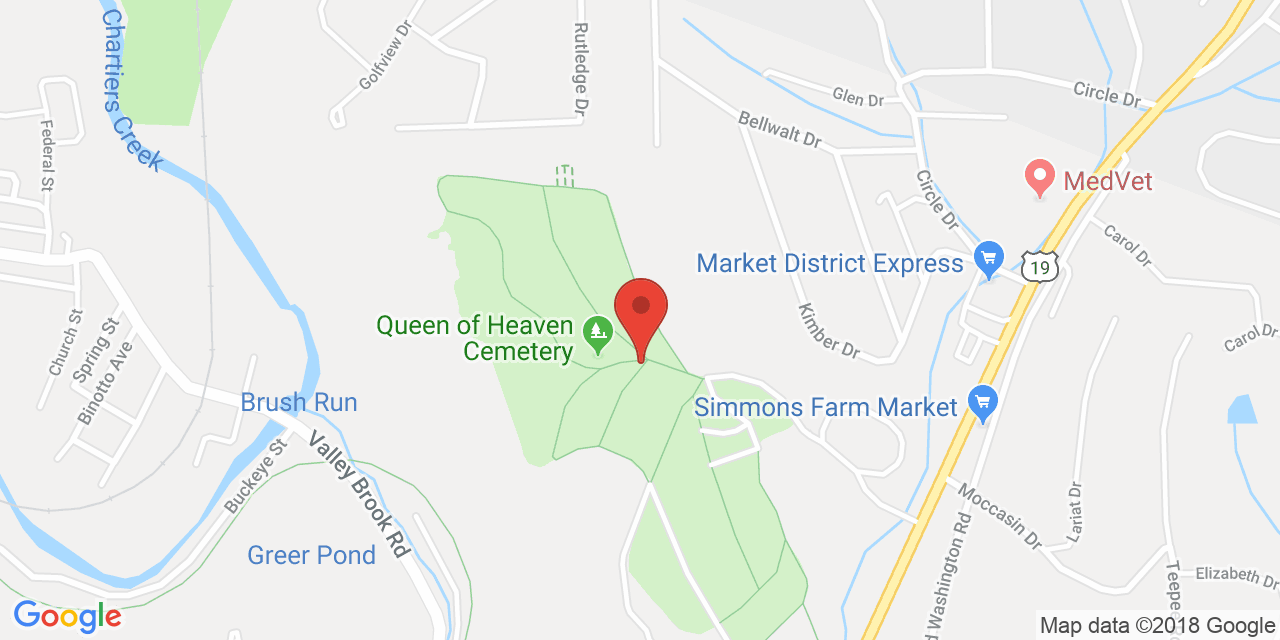 Chartiers Creek
Golfview Dr
Rutledge Dr
Glen Dr
Circle Dr
Bellwalt Dr
Federal St
Circle Dr
MedVet
Carol Dr
Market District Express
19
Church St
Spring St
Binotto Ave
Queen of Heaven
Cemetery
Kimber Dr
Carol Dr
Brush Run
Simmons Farm Market
Buckeye St
Valley Brook Rd
Moccasin Dr
Lariat Dr
Greer Pond
Washington Rd
Elizabeth Dr
Google
Map data ©2018 Google